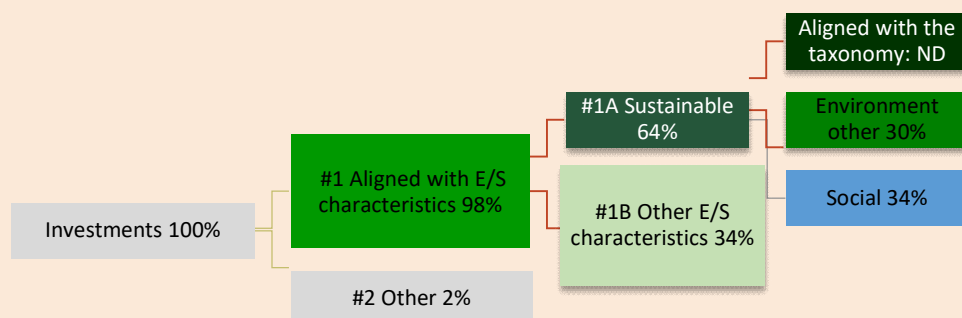 Investments 100%
#1 Aligned with E/S
characteristics 98%
#2 Other 2%
#1A Sustainable
64%
#1B Other E/S
characteristics 34%
Aligned with the
taxonomy: ND
Environment
other 30%
Social 34%